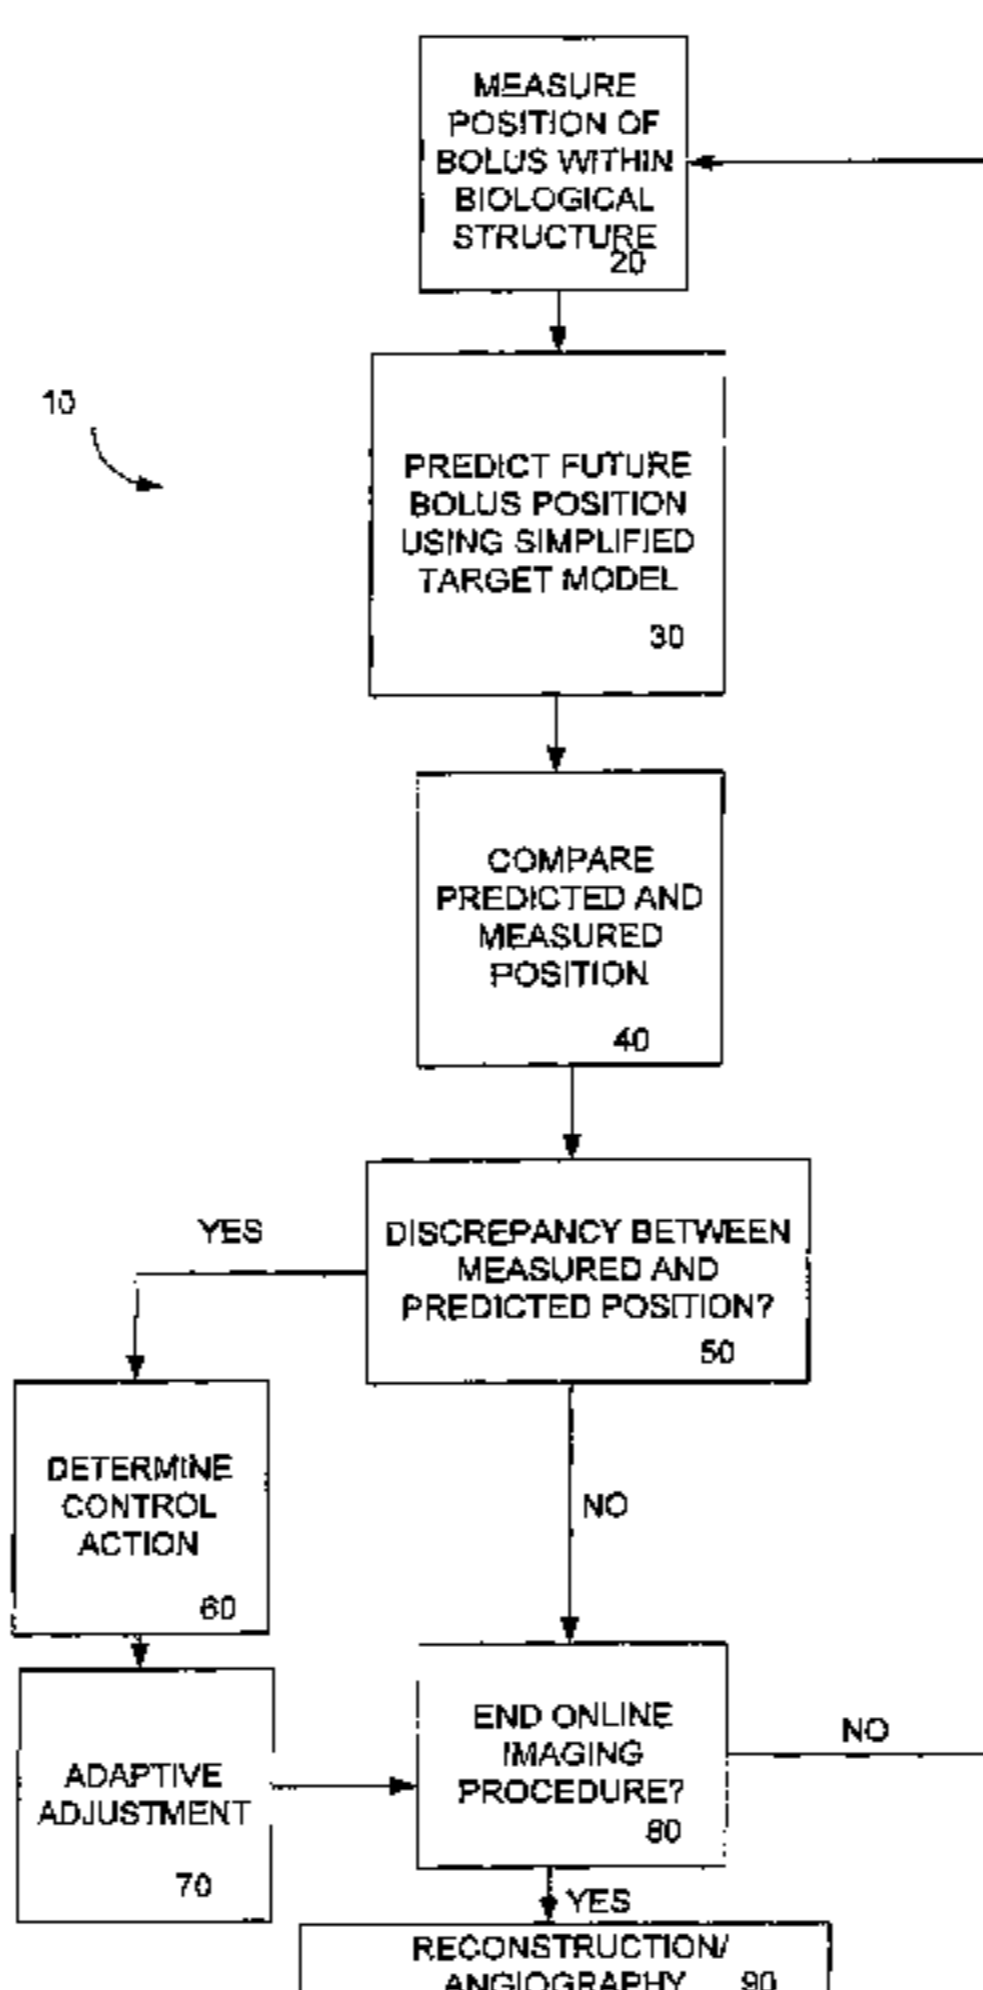 MEASURE
POSITION OF
BOLUS WITHIN
BIOLOGICAL
STRUCTURE
20
10
PREDICT FUTURE
BOLUS POSITION
USING SIMPLIFIED
TARGET MODEL
30
COMPARE
PREDICTED AND
MEASURED
POSITION
40
YES
DISCREPANCY BETWEEN
MEASURED AND
PREDICTED POSITION?
50
DETERMINE
CONTROL
ACTION
60
NO
ADAPTIVE
ADJUSTMENT
70
END ONLINE
IMAGING
PROCEDURE?
80
NO
YES
RECONSTRUCTION/
ANGIOGRAPHY 90